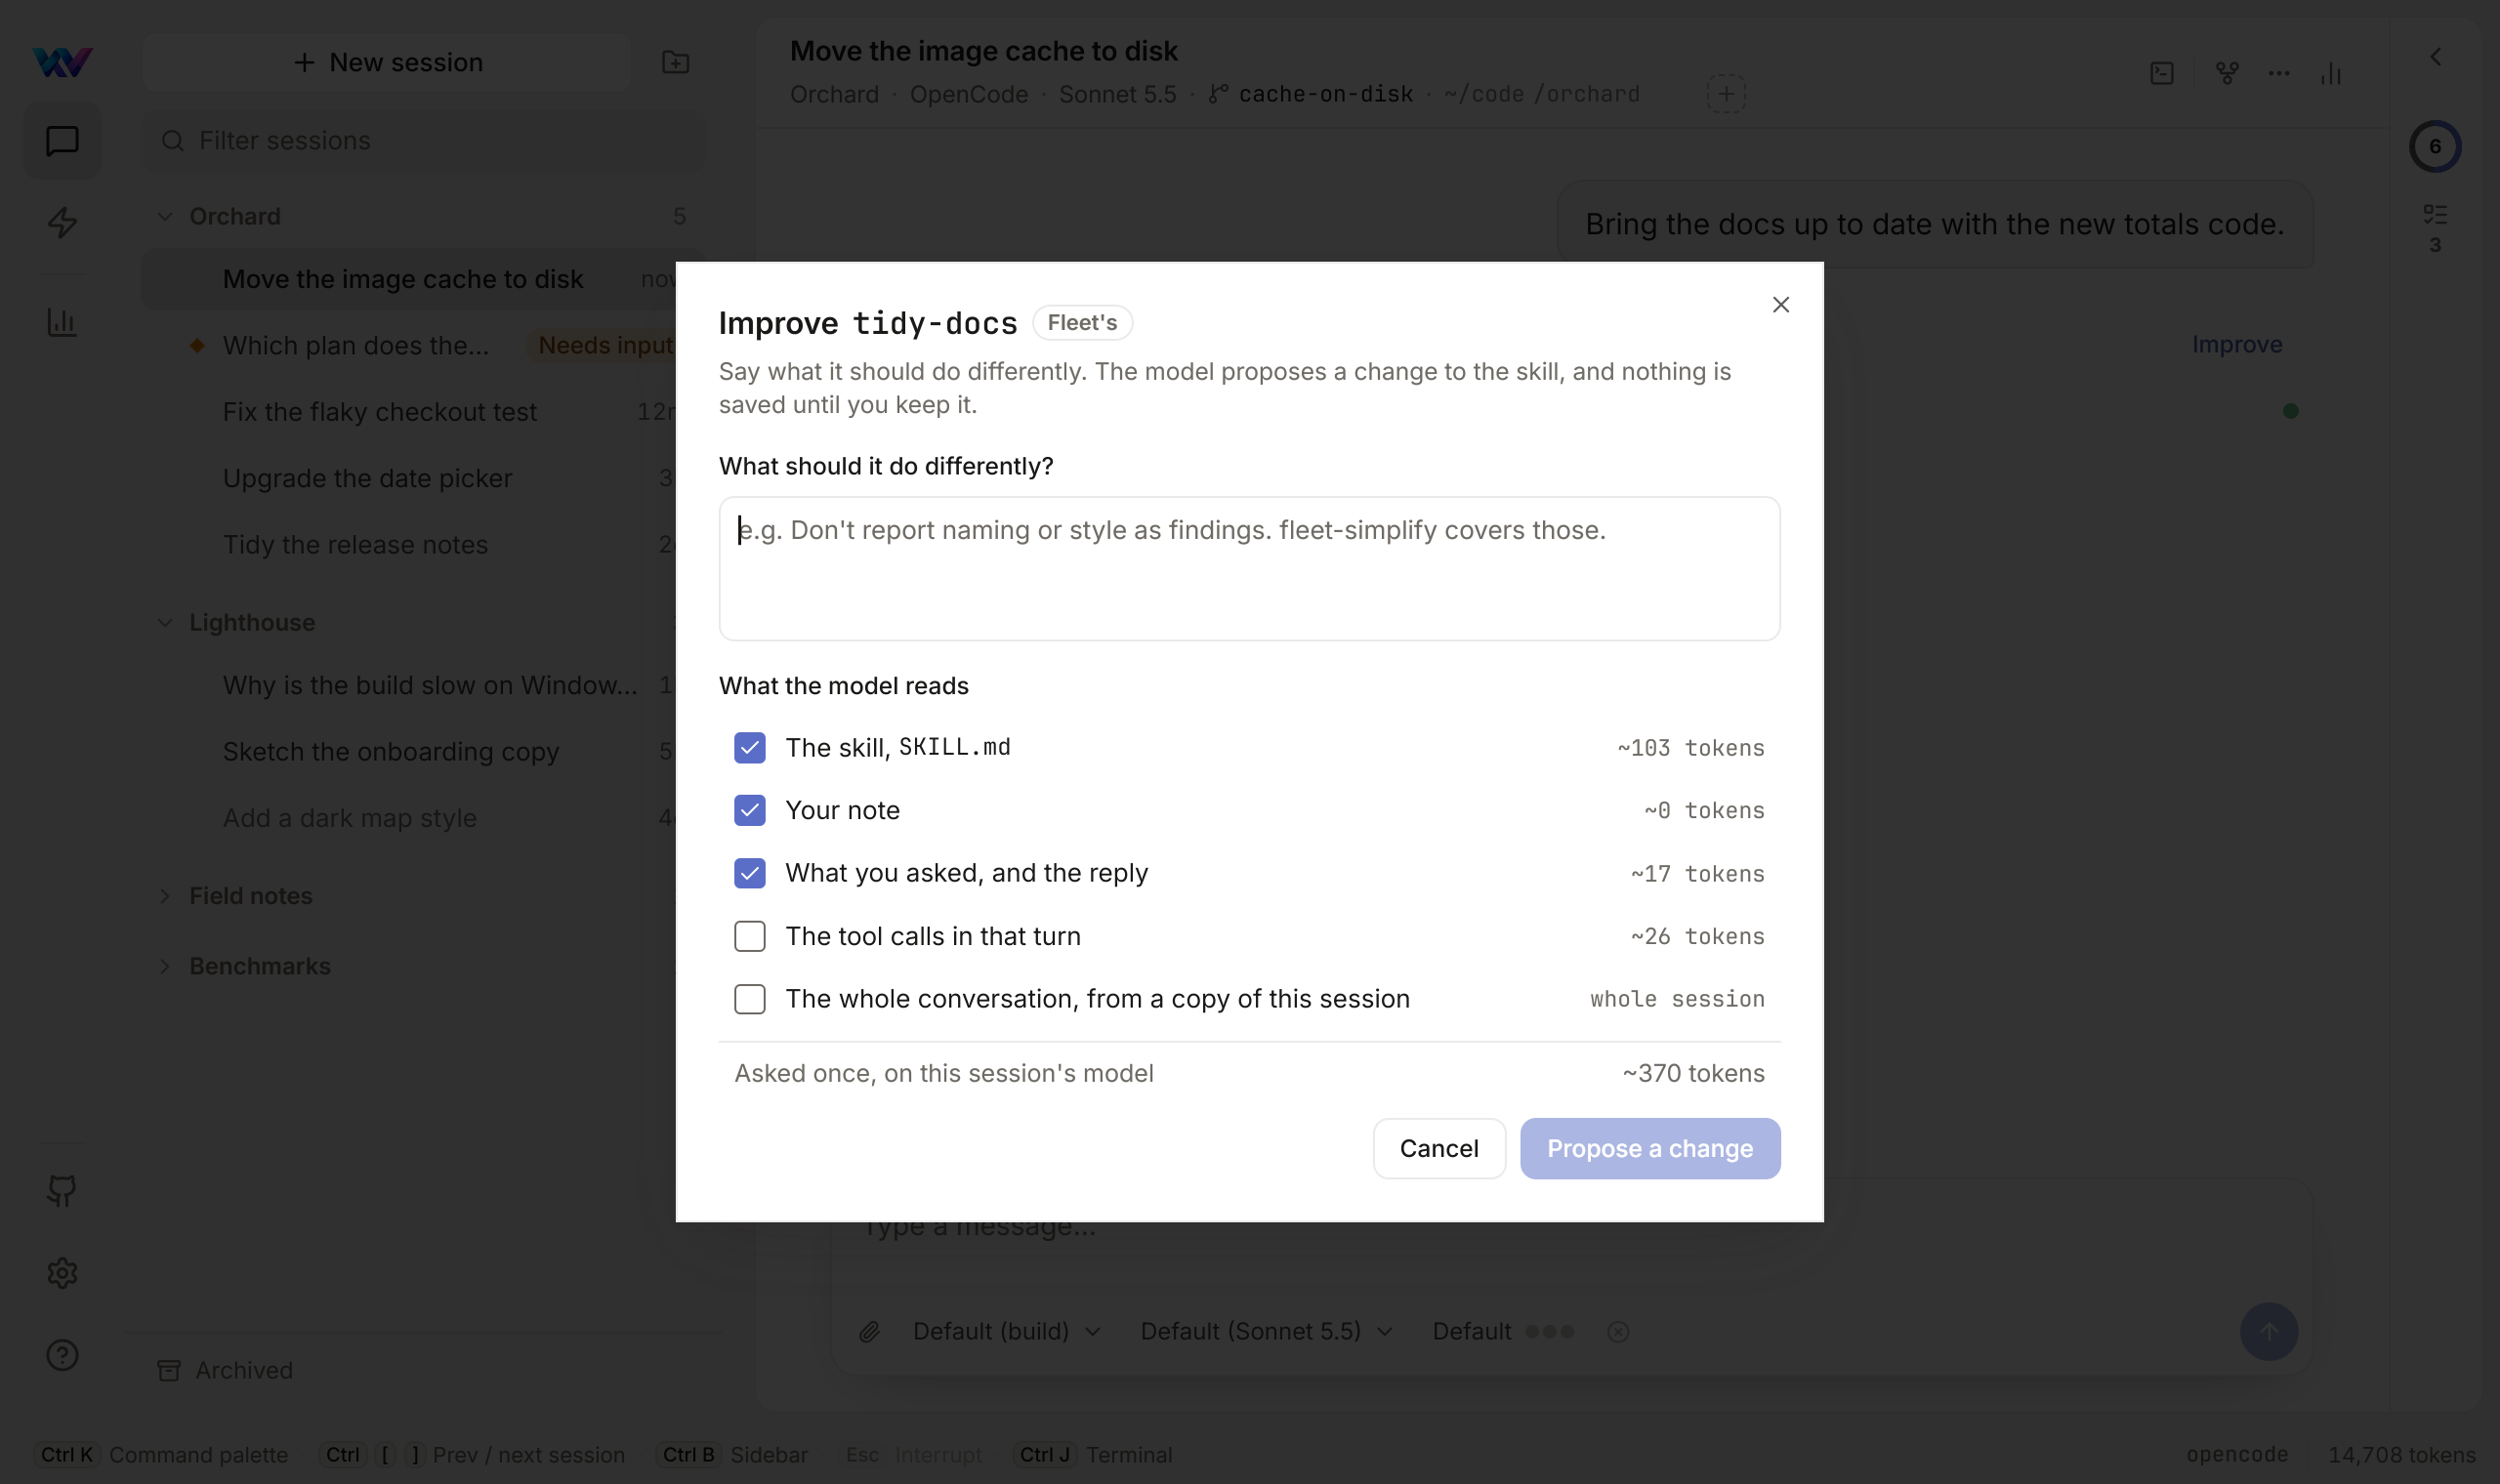 New session
Filter sessions
Orchard 5
Move the image cache to disk
Which plan does the... Needs input
Fix the flaky checkout test
Upgrade the date picker
Tidy the release notes
Lighthouse
Why is the build slow on Window...
Sketch the onboarding copy
Add a dark map style
Field notes
Benchmarks
Archived
Move the image cache to disk
Orchard · OpenCode · Sonnet 5.5 · cache-on-disk · ~/code /orchard
6
3
Bring the docs up to date with the new totals code.
Improve
Improve tidy-docs Fleet's
Say what it should do differently. The model proposes a change to the skill, and nothing is
saved until you keep it.
What should it do differently?
e.g. Don't report naming or style as findings. fleet-simplify covers those.
What the model reads
The skill, SKILL.md ~103 tokens
Your note ~0 tokens
What you asked, and the reply ~17 tokens
The tool calls in that turn ~26 tokens
The whole conversation, from a copy of this session whole session
Asked once, on this session's model ~370 tokens
Cancel Propose a change
Type a message...
Default (build) Default (Sonnet 5.5) Default
Ctrl K Command palette Ctrl [ ] Prev / next session Ctrl B Sidebar Esc Interrupt Ctrl J Terminal
opencode 14,708 tokens